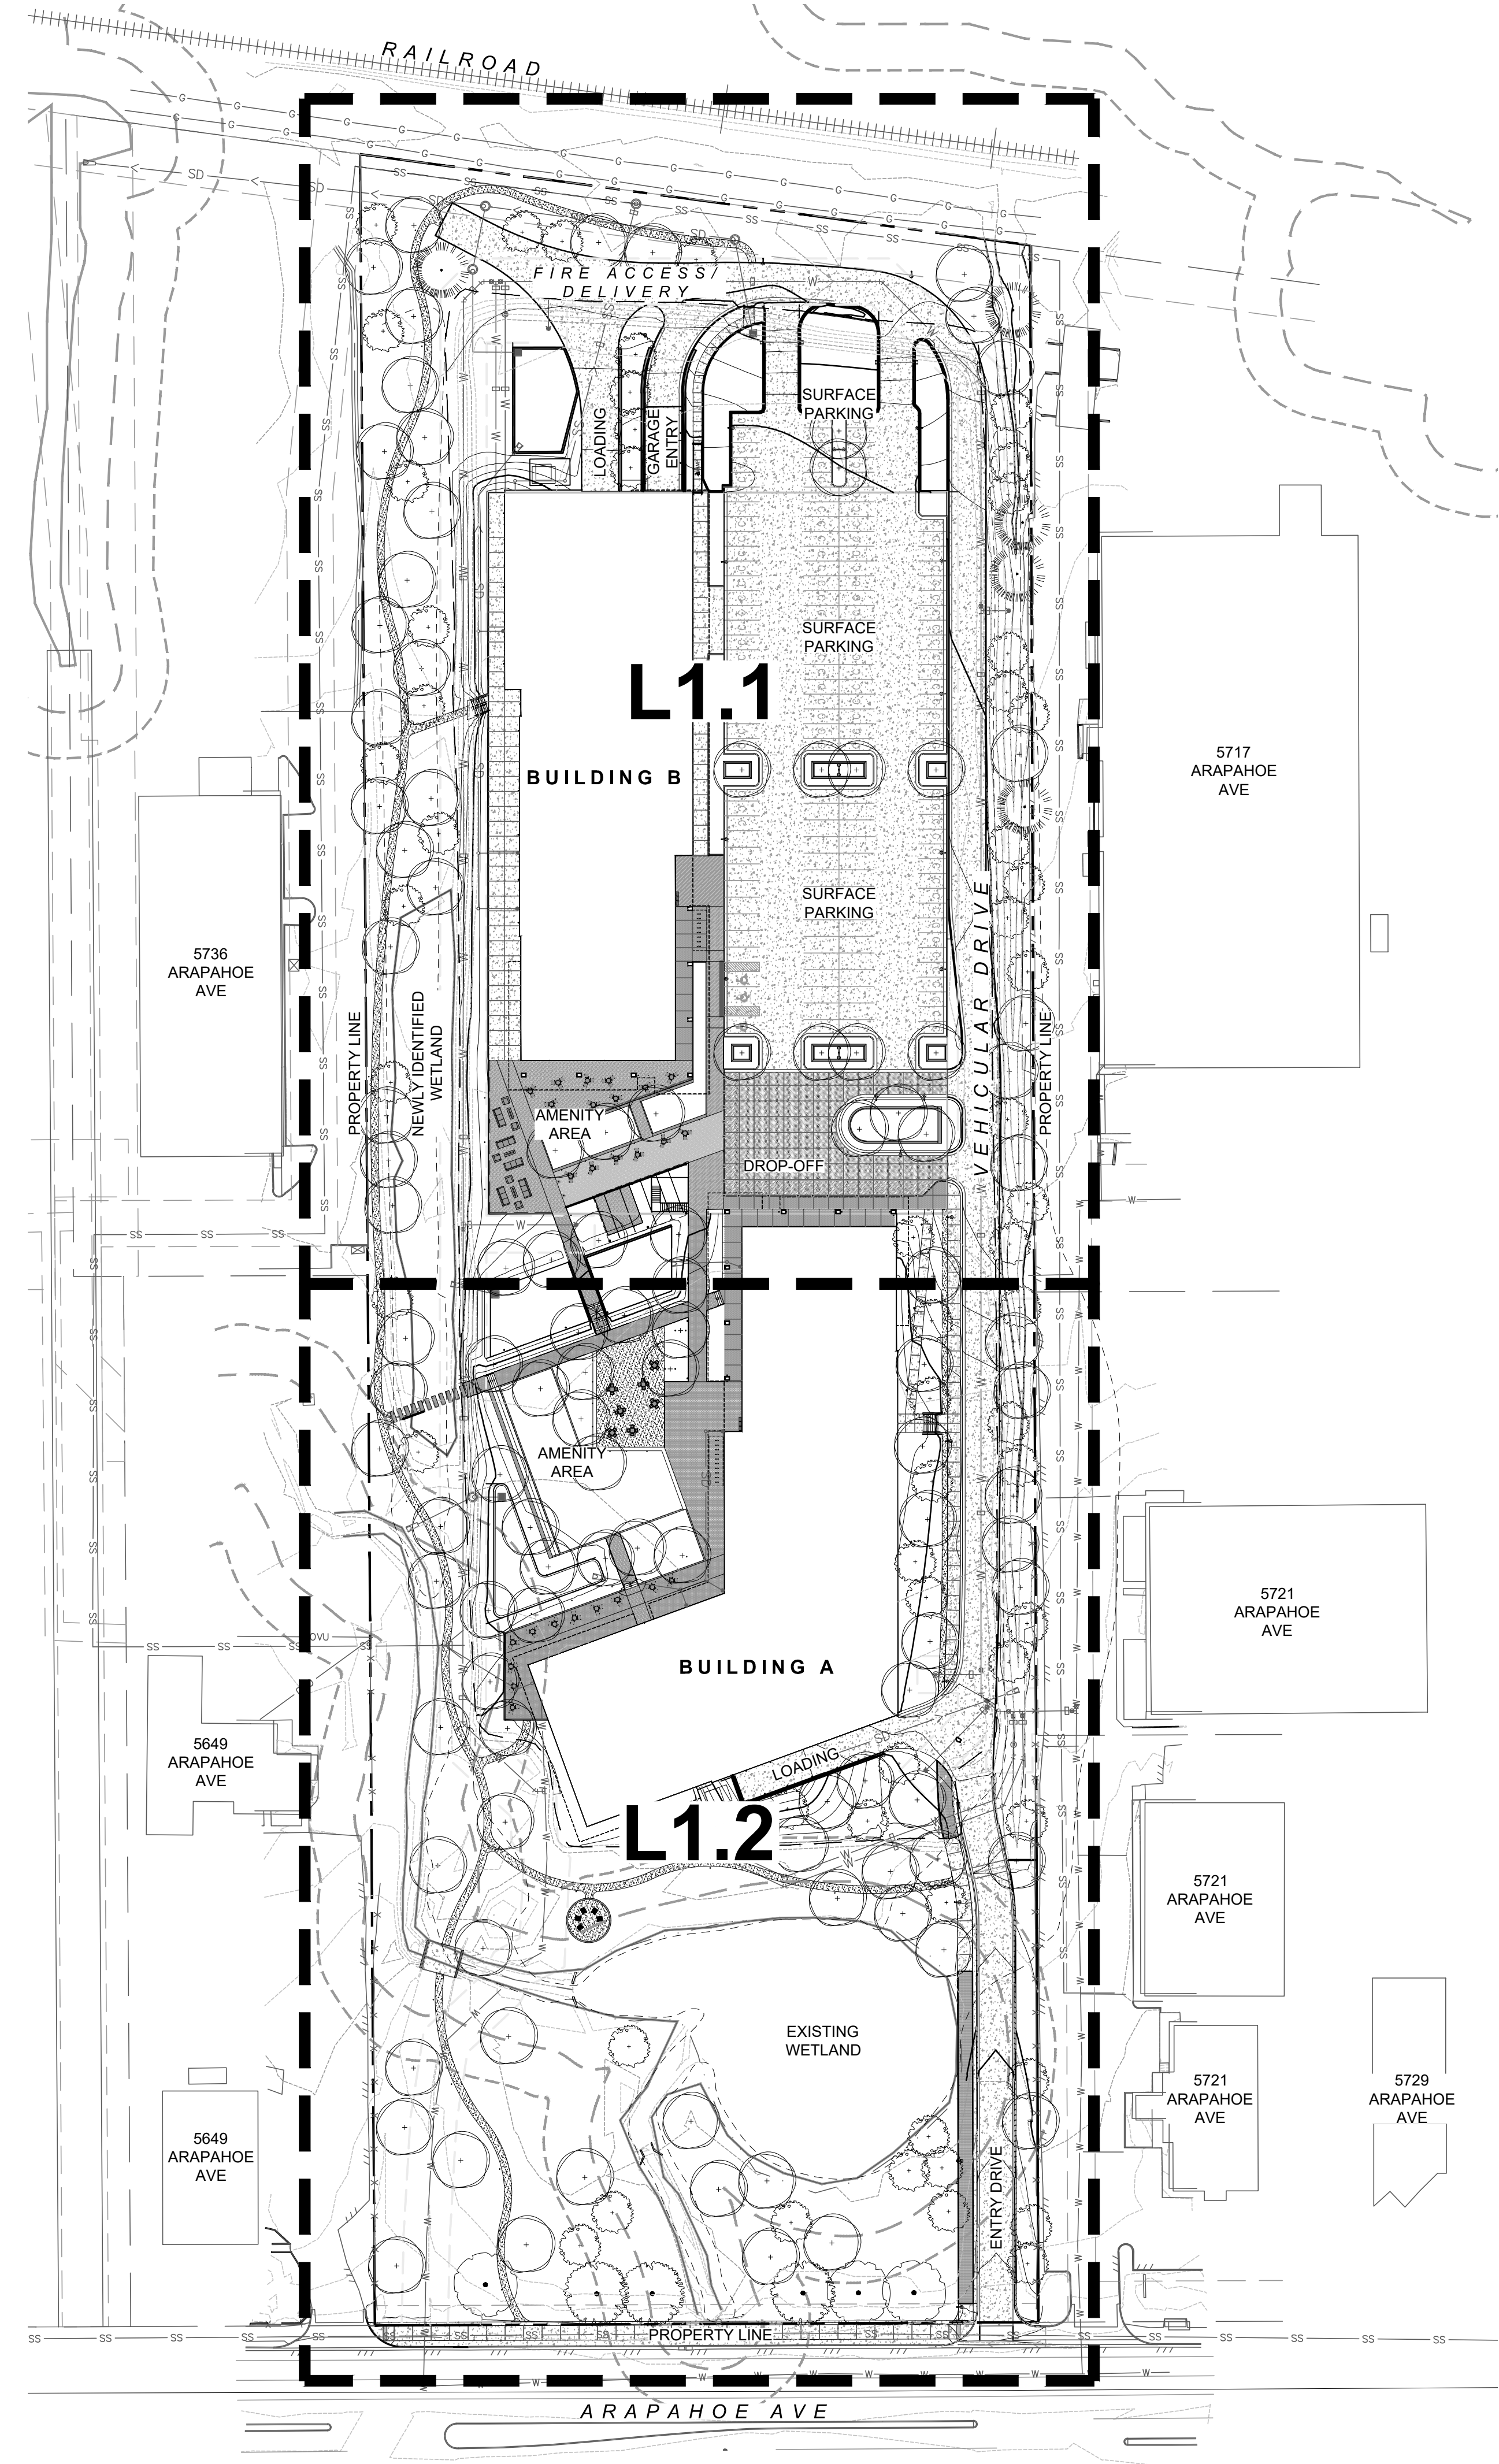 RAILROAD
FIRE ACCESS/
DELIVERY
SURFACE
PARKING
LOADING
GARAGE
ENTRY
SURFACE
PARKING
L1.1
BUILDING B
5717
ARAPAHOE
AVE
SURFACE
PARKING
5736
ARAPAHOE
AVE
VEHICULAR DRIVE
PROPERTY LINE
NEWLY IDENTIFIED
WETLAND
PROPERTY LINE
AMENITY
AREA
DROP-OFF
AMENITY
AREA
5721
ARAPAHOE
AVE
BUILDING A
5649
ARAPAHOE
AVE
LOADING
L1.2
5721
ARAPAHOE
AVE
EXISTING
WETLAND
5721
ARAPAHOE
AVE
5729
ARAPAHOE
AVE
5649
ARAPAHOE
AVE
ENTRY DRIVE
PROPERTY LINE
ARAPAHOE AVE